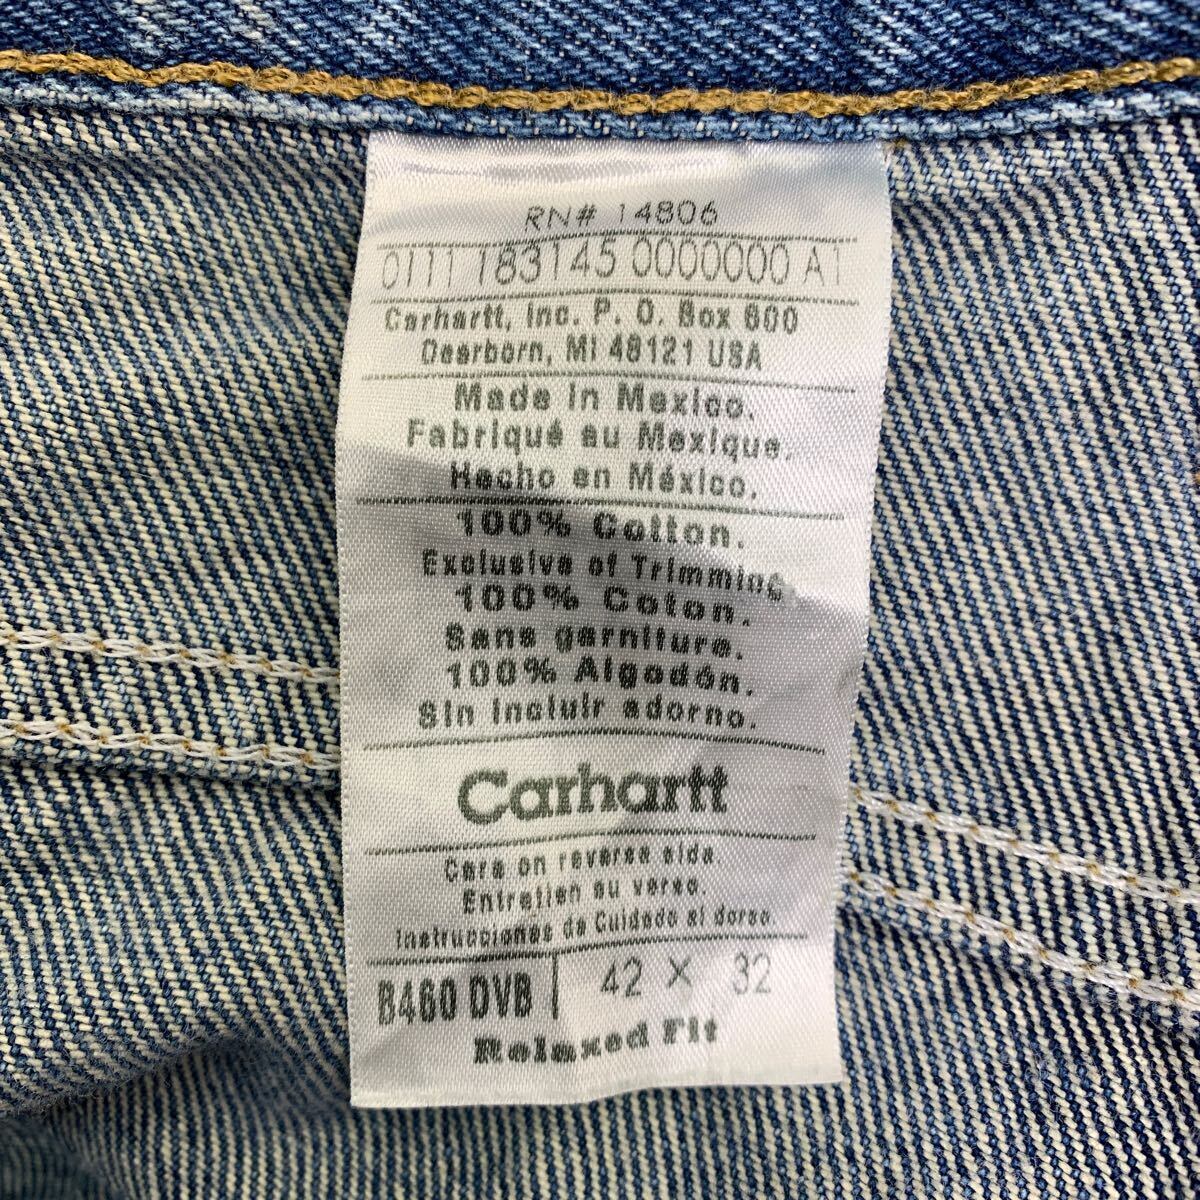 RN# 14806
0111 183145 0000000 A1
Carhartt, Inc. P. O. Box 600
Dearborn, MI 48121 USA
Made in Mexico.
Fabriqué au Mexique.
Hecho en México.
100% Cotton.
Exclusive of Trimming.
100% Coton.
Sans garniture.
100% Algodón.
Sin incluir adorno.
Carhartt
Care on reverse side.
Entretien au verso.
Instrucciones de Cuidado al dorso.
B460 DVB 42 X 32
Relaxed Fit